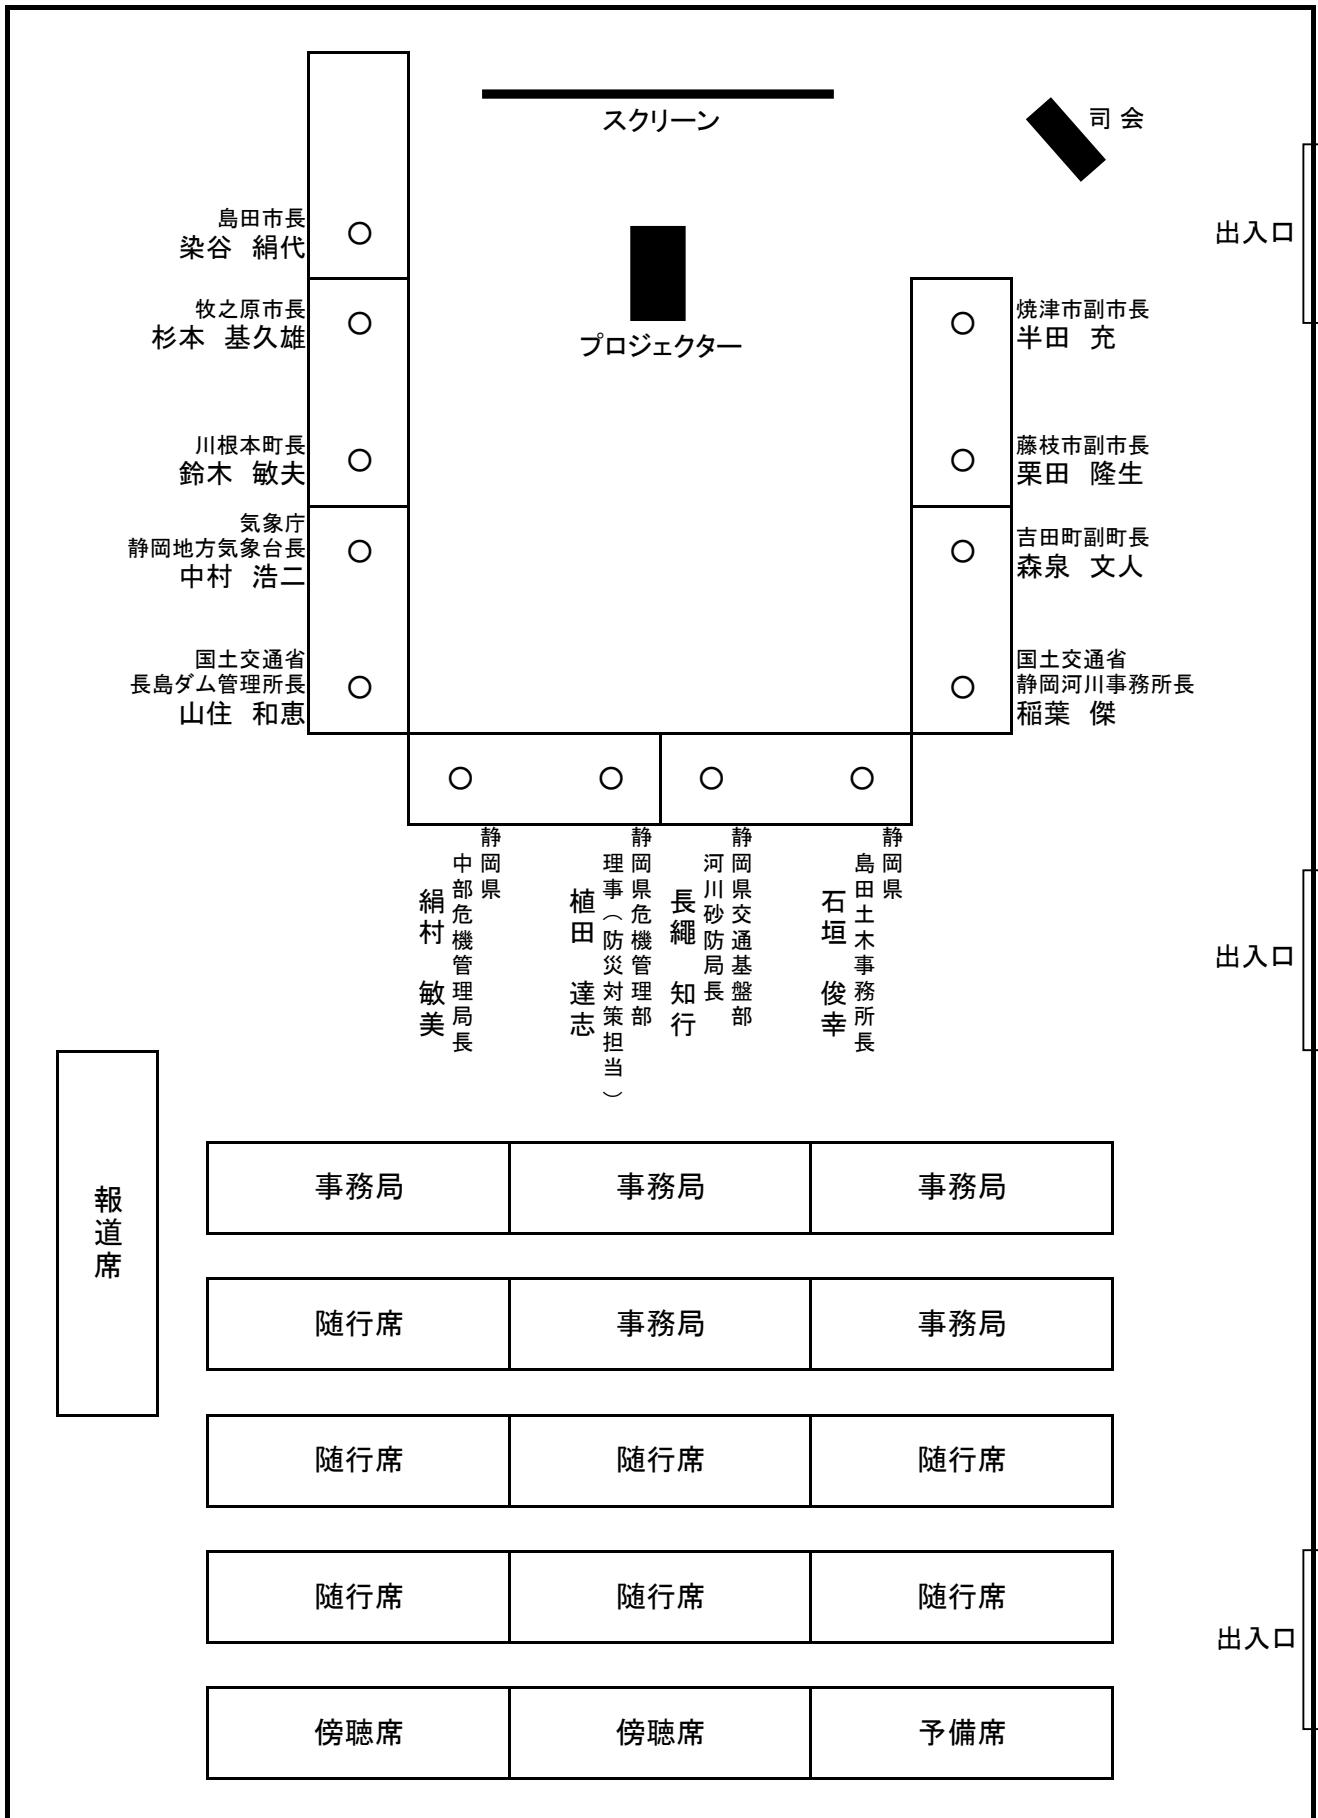 スクリーン
司 会
プロジェクター
出入口
島田市長
染谷 絹代
牧之原市長
杉本 基久雄
川根本町長
鈴木 敏夫
気象庁
静岡地方気象台長
中村 浩二
国土交通省
長島ダム管理所長
山住 和恵
焼津市副市長
半田 充
藤枝市副市長
栗田 隆生
吉田町副町長
森泉 文人
国土交通省
静岡河川事務所長
稲葉 傑
静岡県
島田土木事務所長
石垣 俊幸
静岡県交通基盤部
河川砂防局長
長繩 知行
静岡県危機管理部
理事（防災対策担当）
植田 達志
静岡県
中部危機管理局長
絹村 敏美
出入口
報道席
事務局 事務局 事務局
随行席 事務局 事務局
随行席 随行席 随行席
随行席 随行席 随行席
出入口
傍聴席 傍聴席 予備席